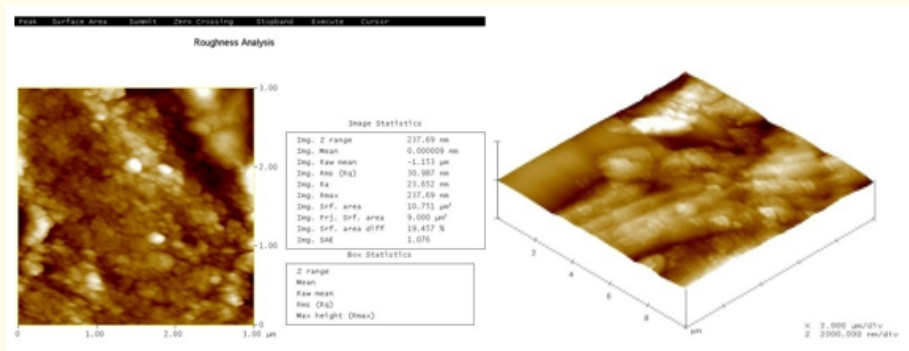 Peak Surface Area Summit Zero Crossing Stopband Execute Cursor
Roughness Analysis
3.00
2.00
1.00
0
0 1.00 2.00 3.00 µm
Image Statistics
Img. Z range 237.69 nm
Img. Mean 0.000009 nm
Img. Raw mean -1.153 µm
Img. Rms (Rq) 30.987 nm
Img. Ra 23.652 nm
Img. Rmax 237.69 nm
Img. Srf. area 10.751 µm²
Img. Prj. Srf. area 9.000 µm²
Img. Srf. area diff 19.457 %
Img. SAE 1.076
Box Statistics
Z range
Mean
Raw mean
Rms (Rq)
Max height (Rmax)
2
4
6
8
µm
X 2.000 µm/div
Z 2000.000 nm/div